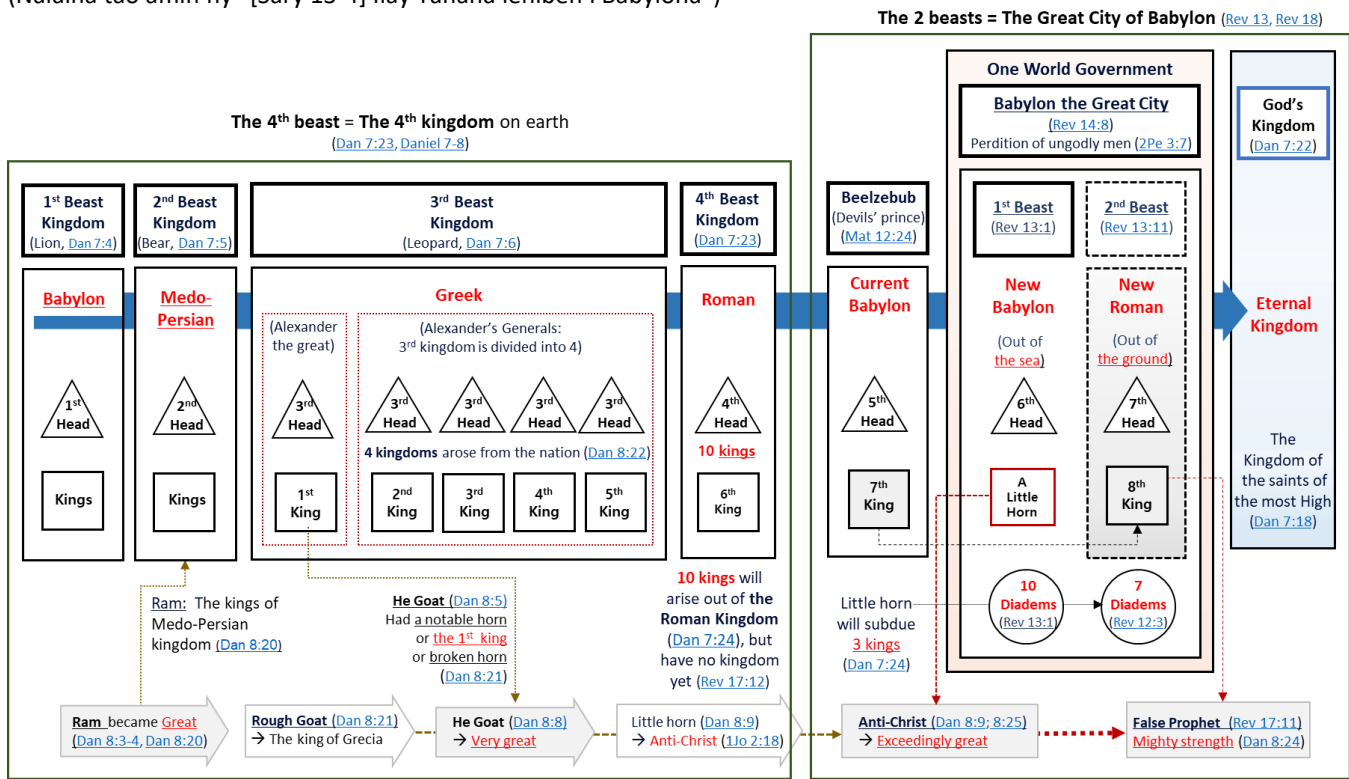 The 2 beasts = The Great City of Babylon (Rev 13, Rev 18)
The 4th beast = The 4th kingdom on earth
(Dan 7:23, Daniel 7-8)
1st Beast
Kingdom
(Lion, Dan 7:4)
2nd Beast
Kingdom
(Bear, Dan 7:5)
3rd Beast
Kingdom
(Leopard, Dan 7:6)
4th Beast
Kingdom
(Dan 7:23)
Babylon
Medo-
Persian
Greek
Roman
(Alexander
the great)
(Alexander's Generals:
3rd kingdom is divided into 4)
1st
Head
2nd
Head
3rd
Head
3rd
Head
3rd
Head
3rd
Head
3rd
Head
4th
Head
4 kingdoms arose from the nation (Dan 8:22)
10 kings
Kings
Kings
1st
King
2nd
King
3rd
King
4th
King
5th
King
6th
King
Ram: The kings of
Medo-Persian
kingdom (Dan 8:20)
He Goat (Dan 8:5)
Had a notable horn
or the 1st king
or broken horn
(Dan 8:21)
10 kings will
arise out of the
Roman Kingdom
(Dan 7:24), but
have no kingdom
yet (Rev 17:12)
Ram became Great
(Dan 8:3-4, Dan 8:20)
Rough Goat (Dan 8:21)
→ The king of Grecia
He Goat (Dan 8:8)
→ Very great
Little horn (Dan 8:9)
→ Anti-Christ (1Jo 2:18)
One World Government
Babylon the Great City
(Rev 14:8)
Perdition of ungodly men (2Pe 3:7)
God's
Kingdom
(Dan 7:22)
Beelzebub
(Devils' prince)
(Mat 12:24)
1st Beast
(Rev 13:1)
2nd Beast
(Rev 13:11)
Current
Babylon
New
Babylon
New
Roman
Eternal
Kingdom
(Out of
the sea)
(Out of
the ground)
5th
Head
6th
Head
7th
Head
7th
King
A
Little
Horn
8th
King
The
Kingdom of
the saints of
the most High
(Dan 7:18)
Little horn
will subdue
3 kings
(Dan 7:24)
10
Diadems
(Rev 13:1)
7
Diadems
(Rev 12:3)
Anti-Christ (Dan 8:9; 8:25)
→ Exceedingly great
False Prophet (Rev 17:11)
Mighty strength (Dan 8:24)